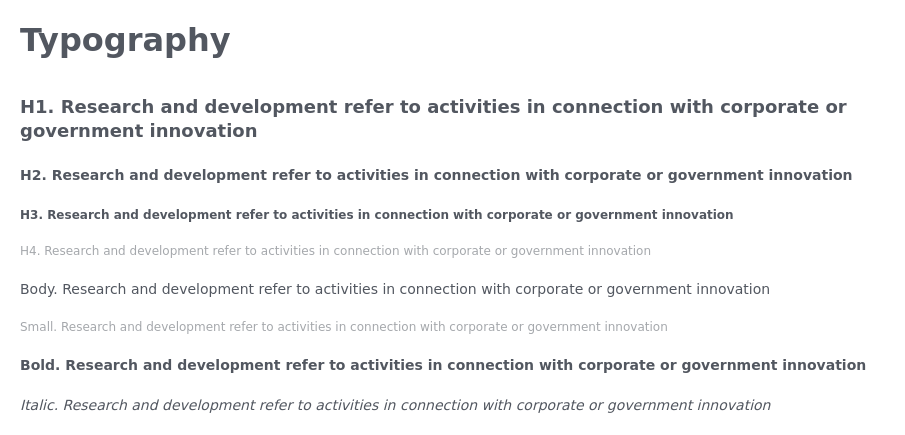 Typography
H1. Research and development refer to activities in connection with corporate or
government innovation
H2. Research and development refer to activities in connection with corporate or government innovation
H3. Research and development refer to activities in connection with corporate or government innovation
H4. Research and development refer to activities in connection with corporate or government innovation
Body. Research and development refer to activities in connection with corporate or government innovation
Small. Research and development refer to activities in connection with corporate or government innovation
Bold. Research and development refer to activities in connection with corporate or government innovation
Italic. Research and development refer to activities in connection with corporate or government innovation